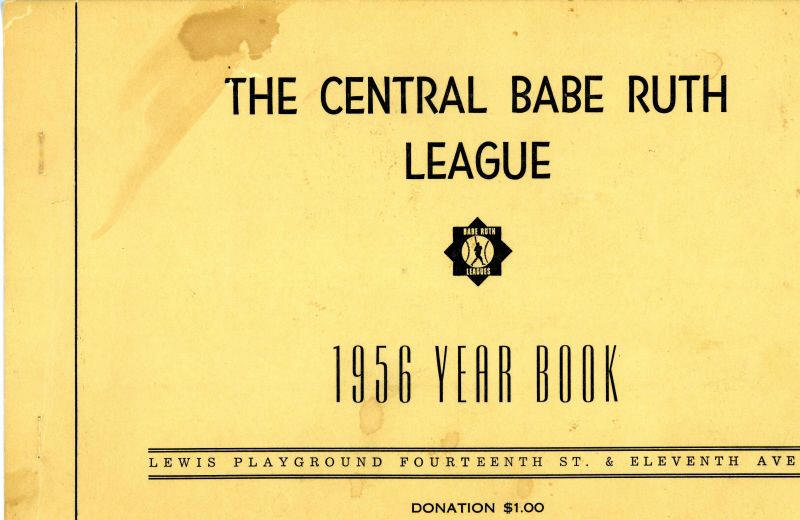 THE CENTRAL BABE RUTH
LEAGUE
BABE RUTH
LEAGUES
1956 YEAR BOOK
LEWIS PLAYGROUND FOURTEENTH ST. & ELEVENTH AVE
DONATION $1.00